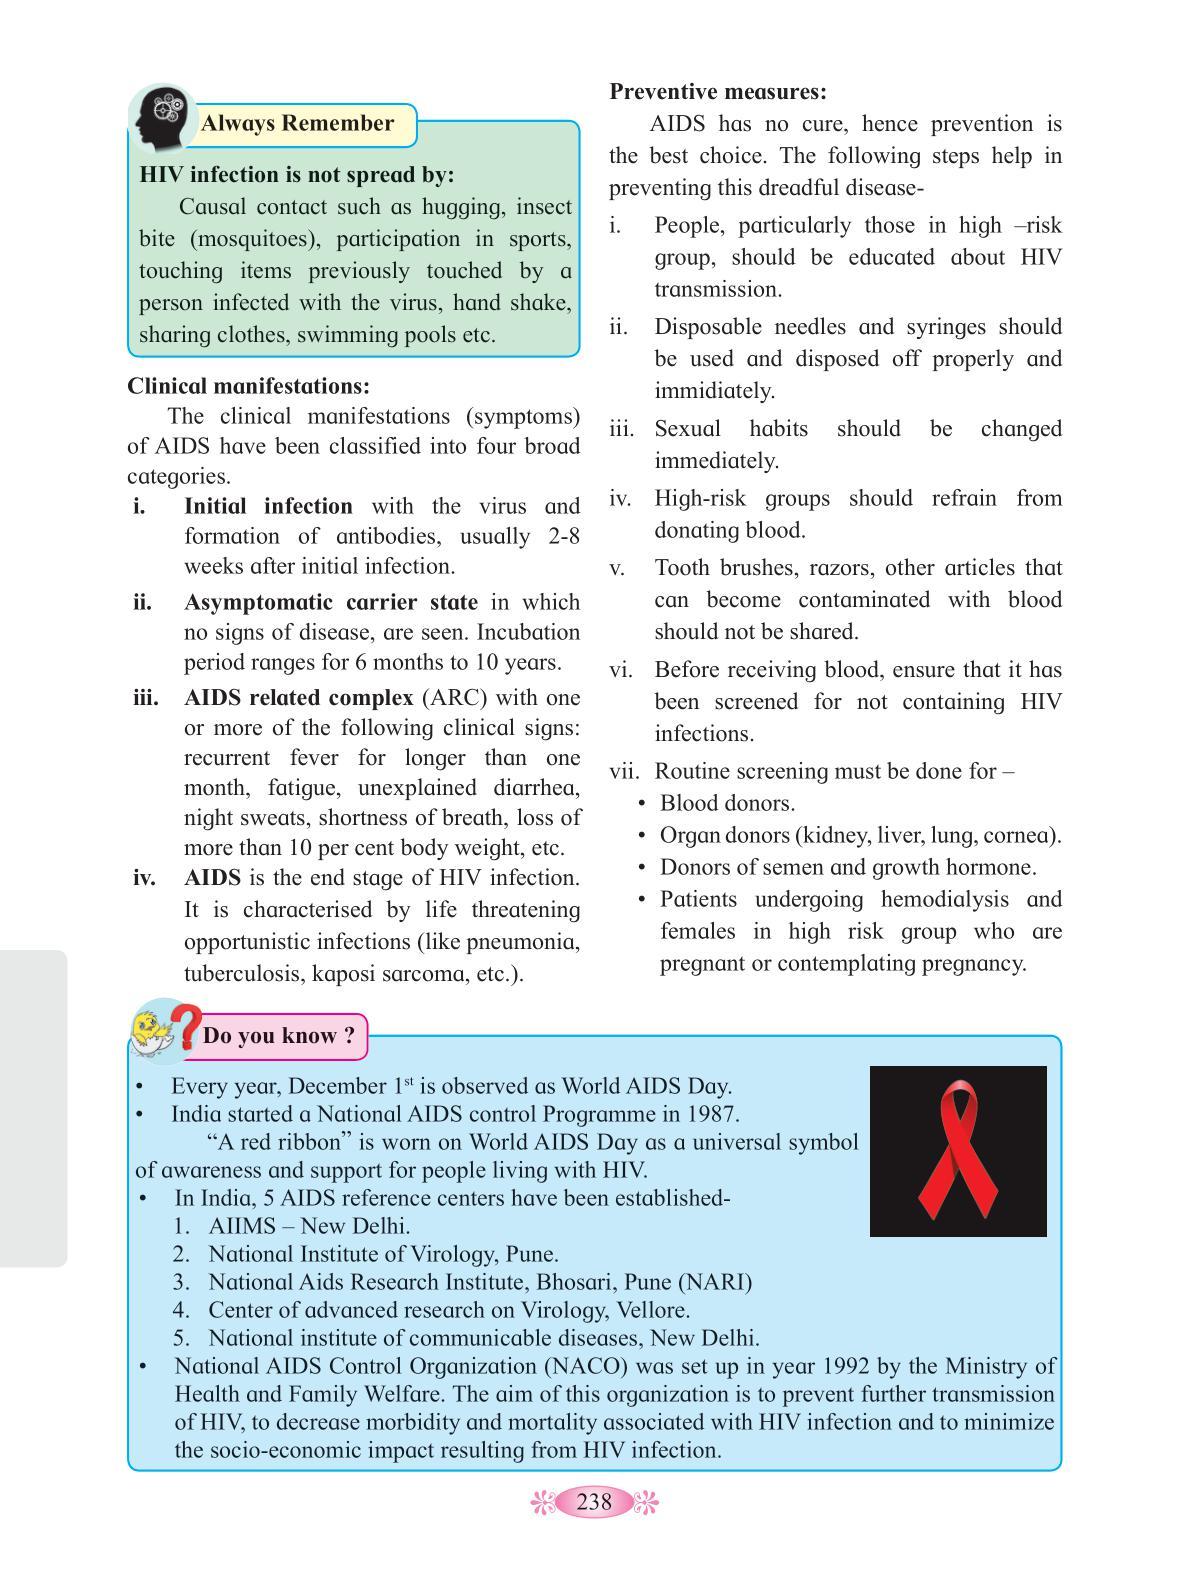 Always Remember
HIV infection is not spread by:
Causal contact such as hugging, insect
bite (mosquitoes), participation in sports,
touching items previously touched by a
person infected with the virus, hand shake,
sharing clothes, swimming pools etc.
Clinical manifestations:
The clinical manifestations (symptoms)
of AIDS have been classified into four broad
categories.
i. Initial infection with the virus and
formation of antibodies, usually 2-8
weeks after initial infection.
ii. Asymptomatic carrier state in which
no signs of disease, are seen. Incubation
period ranges for 6 months to 10 years.
iii. AIDS related complex (ARC) with one
or more of the following clinical signs:
recurrent fever for longer than one
month, fatigue, unexplained diarrhea,
night sweats, shortness of breath, loss of
more than 10 per cent body weight, etc.
iv. AIDS is the end stage of HIV infection.
It is characterised by life threatening
opportunistic infections (like pneumonia,
tuberculosis, kaposi sarcoma, etc.).
Preventive measures:
AIDS has no cure, hence prevention is
the best choice. The following steps help in
preventing this dreadful disease-
i. People, particularly those in high –risk
group, should be educated about HIV
transmission.
ii. Disposable needles and syringes should
be used and disposed off properly and
immidiately.
iii. Sexual habits should be changed
immediately.
iv. High-risk groups should refrain from
donating blood.
v. Tooth brushes, razors, other articles that
can become contaminated with blood
should not be shared.
vi. Before receiving blood, ensure that it has
been screened for not containing HIV
infections.
vii. Routine screening must be done for –
• Blood donors.
• Organ donors (kidney, liver, lung, cornea).
• Donors of semen and growth hormone.
• Patients undergoing hemodialysis and
females in high risk group who are
pregnant or contemplating pregnancy.
Do you know ?
• Every year, December 1st is observed as World AIDS Day.
• India started a National AIDS control Programme in 1987.
“A red ribbon” is worn on World AIDS Day as a universal symbol
of awareness and support for people living with HIV.
• In India, 5 AIDS reference centers have been established-
1. AIIMS – New Delhi.
2. National Institute of Virology, Pune.
3. National Aids Research Institute, Bhosari, Pune (NARI)
4. Center of advanced research on Virology, Vellore.
5. National institute of communicable diseases, New Delhi.
• National AIDS Control Organization (NACO) was set up in year 1992 by the Ministry of
Health and Family Welfare. The aim of this organization is to prevent further transmission
of HIV, to decrease morbidity and mortality associated with HIV infection and to minimize
the socio-economic impact resulting from HIV infection.
238